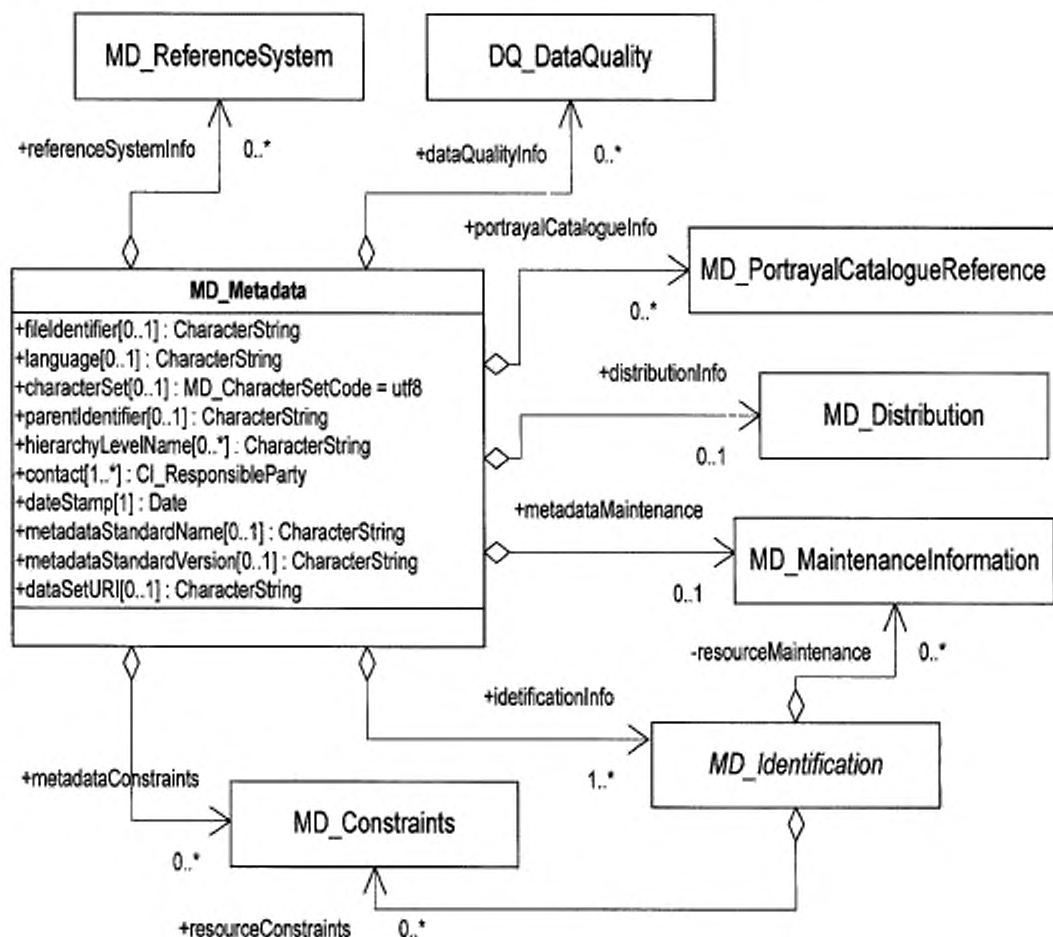 MD_ReferenceSystem
DQ_DataQuality
+referenceSystemInfo
0..*
+dataQualityInfo
0..*
+portrayalCatalogueInfo
MD_PortrayalCatalogueReference
0..*
MD_Metadata
+fileIdentifier[0..1] : CharacterString
+language[0..1] : CharacterString
+characterSet[0..1] : MD_CharacterSetCode = utf8
+parentIdentifier[0..1] : CharacterString
+hierarchyLevelName[0..*] : CharacterString
+contact[1..*] : CI_ResponsibleParty
+dateStamp[1] : Date
+metadataStandardName[0..1] : CharacterString
+metadataStandardVersion[0..1] : CharacterString
+dataSetURI[0..1] : CharacterString
+distributionInfo
MD_Distribution
0..1
+metadataMaintenance
MD_MaintenanceInformation
0..1
-resourceMaintenance
0..*
+idetificationInfo
MD_Identification
1..*
+metadataConstraints
MD_Constraints
0..*
+resourceConstraints
0..*